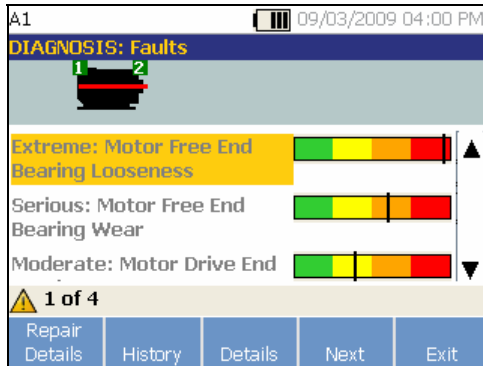 A1 09/03/2009 04:00 PM
DIAGNOSIS: Faults
1 2
Extreme: Motor Free End
Bearing Looseness
Serious: Motor Free End
Bearing Wear
Moderate: Motor Drive End
1 of 4
Repair
Details History Details Next Exit